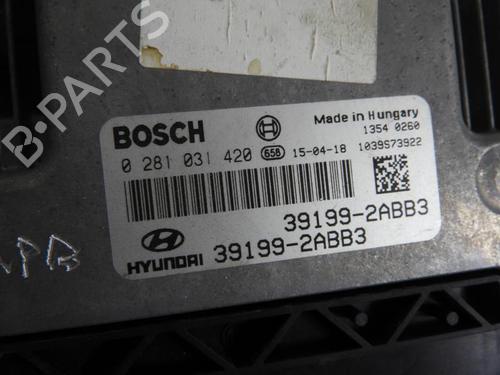 BOSCH
Made in Hungary
1354 0260
0 281 031 420 658 15-04-18 1039S73922
39199-2ABB3
HYUNDAI 39199-2ABB3